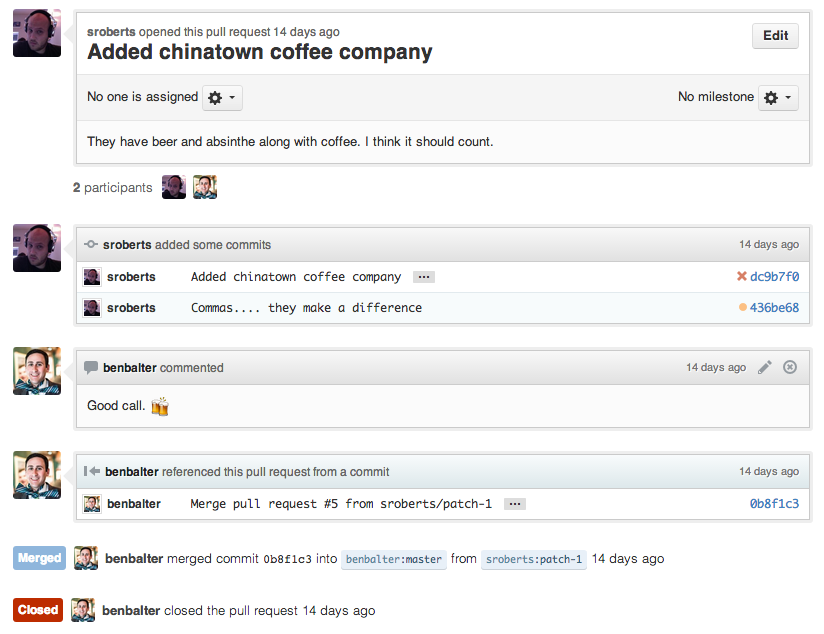 sroberts opened this pull request 14 days ago
Edit
Added chinatown coffee company
No one is assigned
No milestone
They have beer and absinthe along with coffee. I think it should count.
2 participants
sroberts added some commits 14 days ago
sroberts Added chinatown coffee company ... dc9b7f0
sroberts Commas.... they make a difference 436be68
benbalter commented 14 days ago
Good call. 🍻
benbalter referenced this pull request from a commit 14 days ago
benbalter Merge pull request #5 from sroberts/patch-1 ... 0b8f1c3
Merged benbalter merged commit 0b8f1c3 into benbalter:master from sroberts:patch-1 14 days ago
Closed benbalter closed the pull request 14 days ago